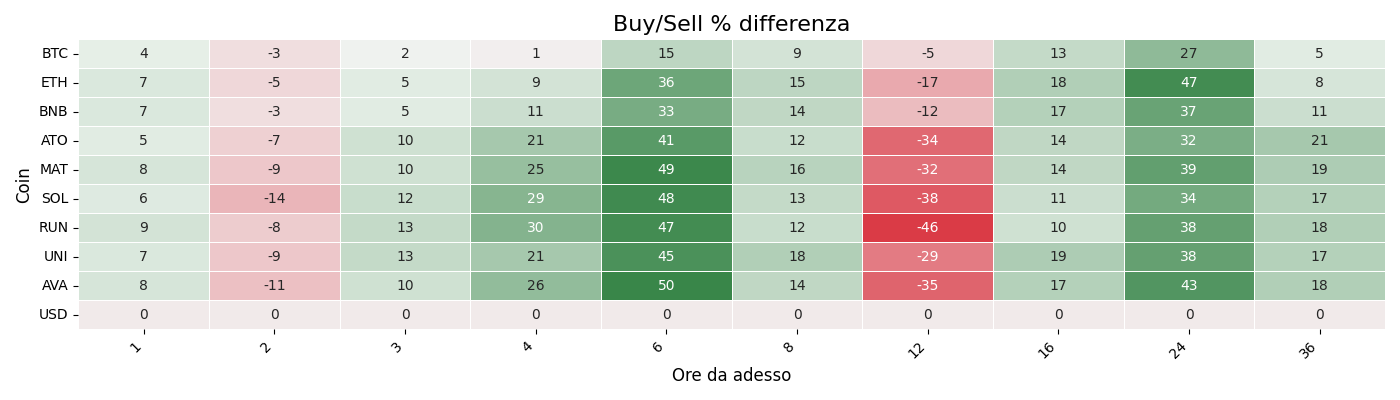 Buy/Sell % differenza
Coin
BTC 4 -3 2 1 15 9 -5 13 27 5
ETH 7 -5 5 9 36 15 -17 18 47 8
BNB 7 -3 5 11 33 14 -12 17 37 11
ATO 5 -7 10 21 41 12 -34 14 32 21
MAT 8 -9 10 25 49 16 -32 14 39 19
SOL 6 -14 12 29 48 13 -38 11 34 17
RUN 9 -8 13 30 47 12 -46 10 38 18
UNI 7 -9 13 21 45 18 -29 19 38 17
AVA 8 -11 10 26 50 14 -35 17 43 18
USD 0 0 0 0 0 0 0 0 0 0
1 2 3 4 6 8 12 16 24 36
Ore da adesso